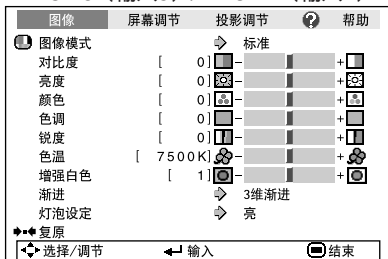 图像 屏幕调节 投影调节 ? 帮助
图像模式 标准
对比度 [ 0] - +
亮度 [ 0] - +
颜色 [ 0] - +
色调 [ 0] - +
锐度 [ 0] - +
色温 [ 7500K] - +
增强白色 [ 1] - +
渐进 3维渐进
灯泡设定 亮
复原
选择/调节 输入 结束